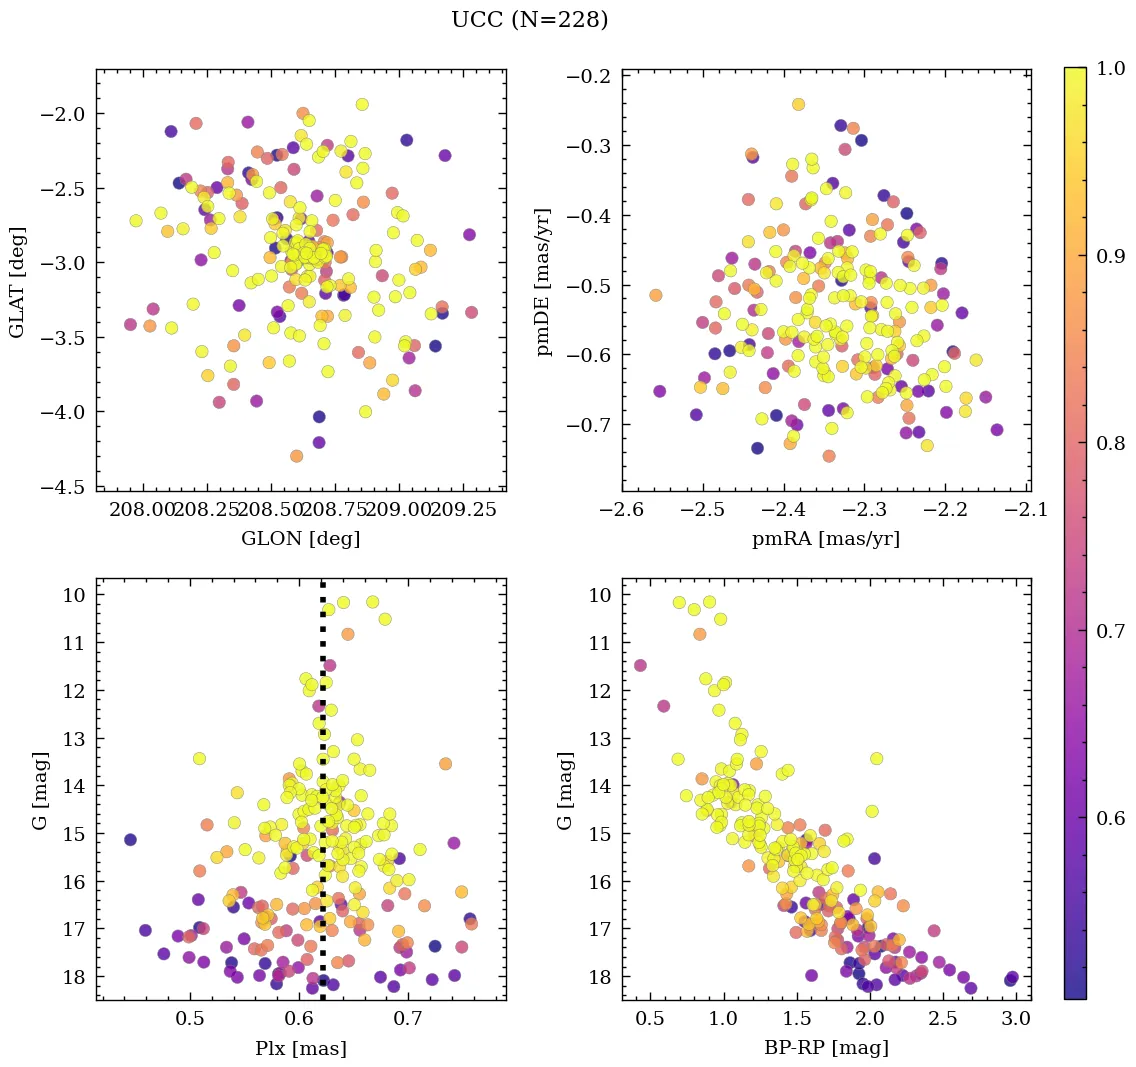 UCC (N=228)
−2.0
−2.5
−3.0
−3.5
−4.0
−4.5
GLAT [deg]
208.00 208.25 208.50 208.75 209.00 209.25
GLON [deg]
−0.2
−0.3
−0.4
−0.5
−0.6
−0.7
pmDE [mas/yr]
−2.6 −2.5 −2.4 −2.3 −2.2 −2.1
pmRA [mas/yr]
10
11
12
13
14
15
16
17
18
G [mag]
0.5 0.6 0.7
Plx [mas]
10
11
12
13
14
15
16
17
18
G [mag]
0.5 1.0 1.5 2.0 2.5 3.0
BP-RP [mag]
1.0
0.9
0.8
0.7
0.6